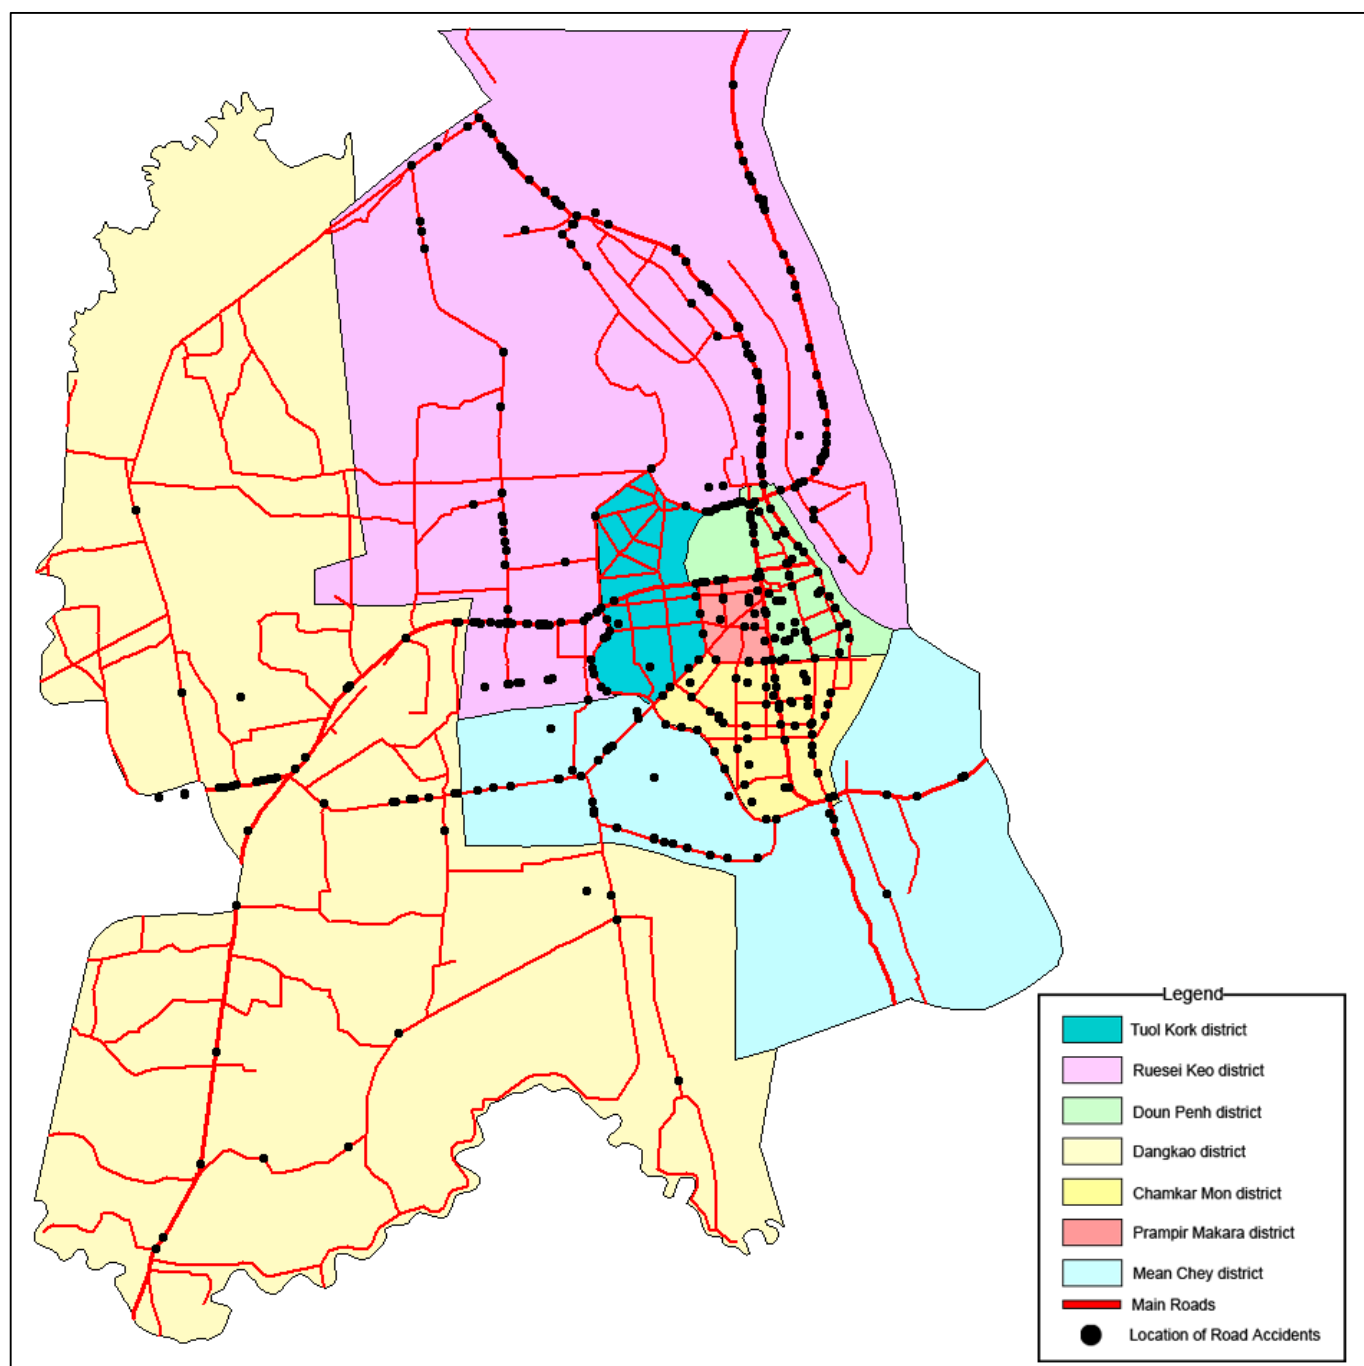 Legend
Tuol Kork district
Ruesei Keo district
Doun Penh district
Dangkao district
Chamkar Mon district
Prampir Makara district
Mean Chey district
Main Roads
Location of Road Accidents